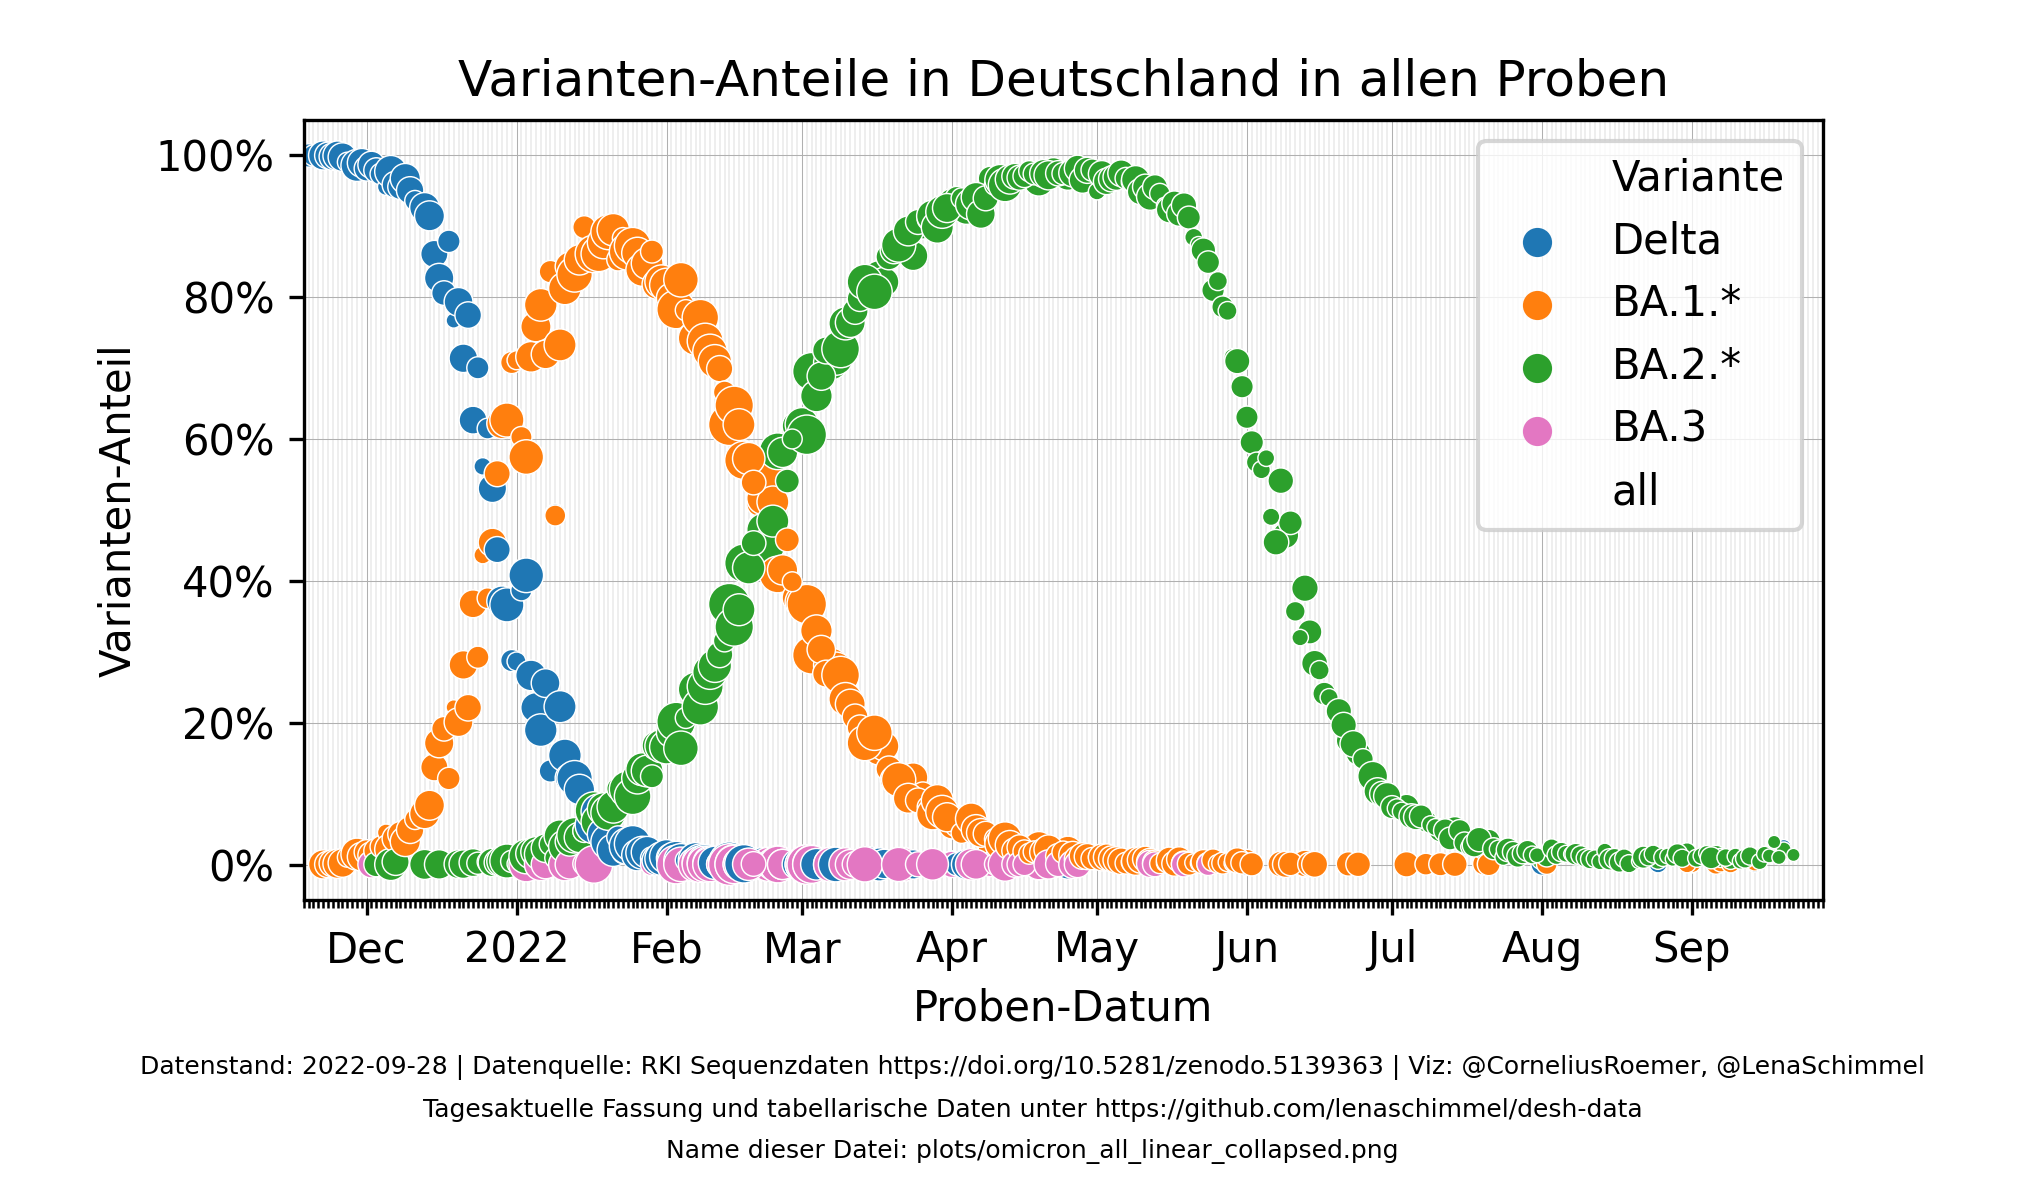 Varianten-Anteile in Deutschland in allen Proben
100%
80%
60%
40%
20%
0%
Varianten-Anteil
Variante
Delta
BA.1.*
BA.2.*
BA.3
all
Dec 2022 Feb Mar Apr May Jun Jul Aug Sep
Proben-Datum
Datenstand: 2022-09-28 | Datenquelle: RKI Sequenzdaten https://doi.org/10.5281/zenodo.5139363 | Viz: @CorneliusRoemer, @LenaSchimmel
Tagesaktuelle Fassung und tabellarische Daten unter https://github.com/lenaschimmel/desh-data
Name dieser Datei: plots/omicron_all_linear_collapsed.png